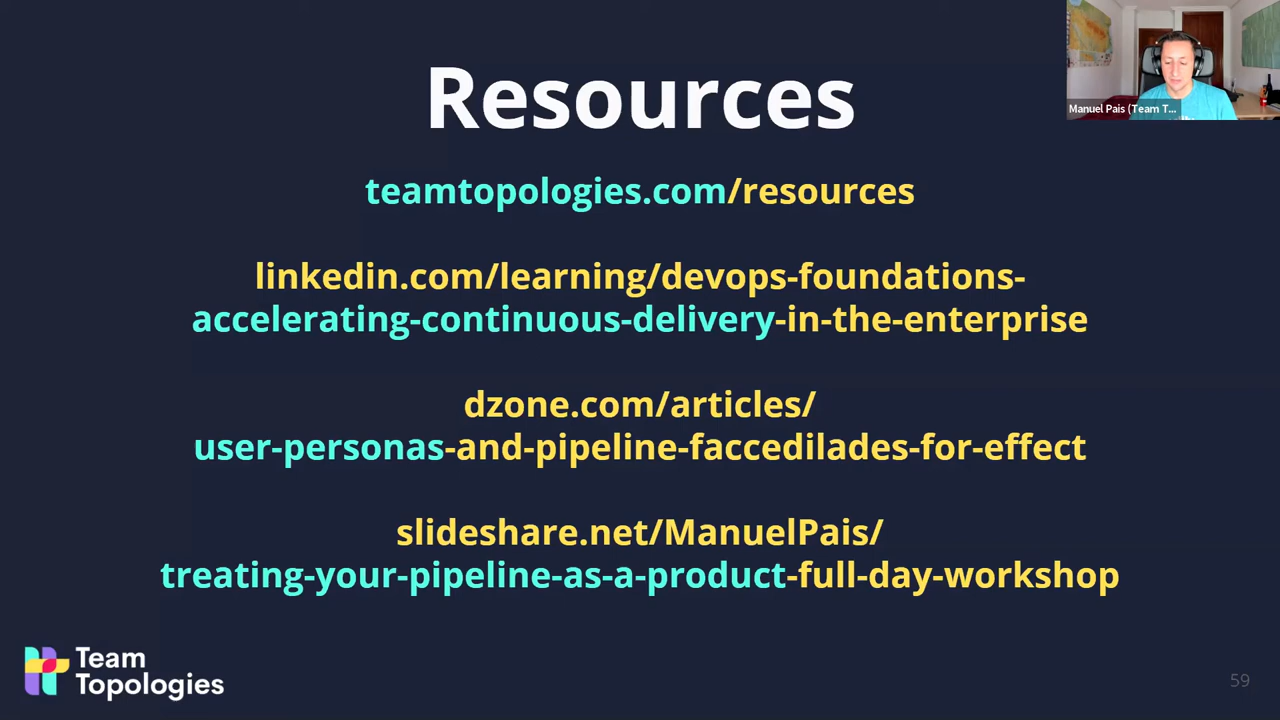 Resources
Manuel Pais (Team T...
teamtopologies.com/resources
linkedin.com/learning/devops-foundations-
accelerating-continuous-delivery-in-the-enterprise
dzone.com/articles/
user-personas-and-pipeline-faccedilades-for-effect
slideshare.net/ManuelPais/
treating-your-pipeline-as-a-product-full-day-workshop
Team
Topologies
59